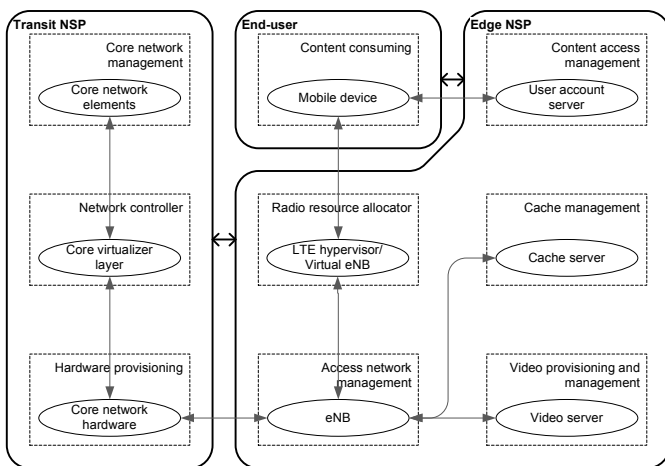 Transit NSP
End-user
Edge NSP
Core network
management
Core network
elements
Content consuming
Mobile device
Content access
management
User account
server
Network controller
Core virtualizer
layer
Radio resource allocator
LTE hypervisor/
Virtual eNB
Cache management
Cache server
Hardware provisioning
Core network
hardware
Access network
management
eNB
Video provisioning and
management
Video server